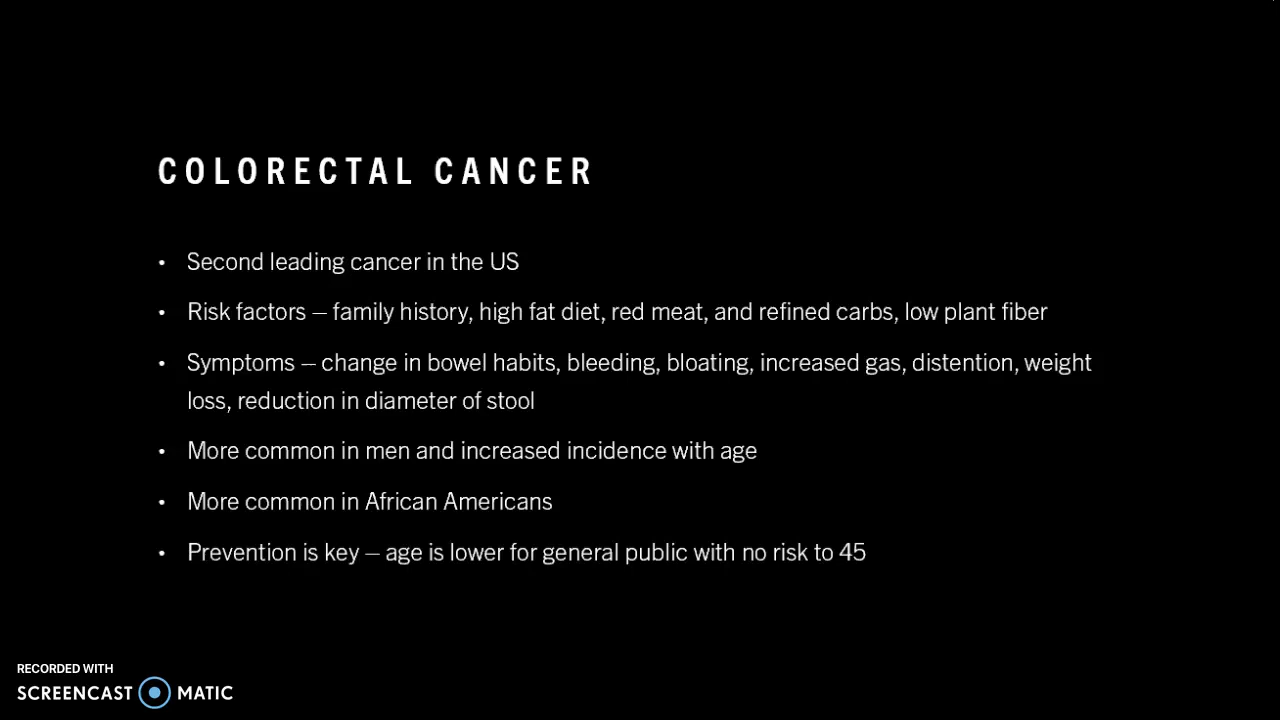 COLORECTAL CANCER
• Second leading cancer in the US
• Risk factors – family history, high fat diet, red meat, and refined carbs, low plant fiber
• Symptoms – change in bowel habits, bleeding, bloating, increased gas, distention, weight
loss, reduction in diameter of stool
• More common in men and increased incidence with age
• More common in African Americans
• Prevention is key – age is lower for general public with no risk to 45
RECORDED WITH
SCREENCAST MATIC